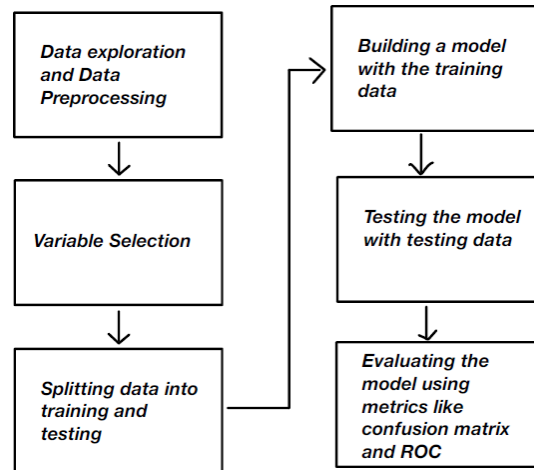 Data exploration
and Data
Preprocessing
Variable Selection
Splitting data into
training and
testing
Building a model
with the training
data
Testing the model
with testing data
Evaluating the
model using
metrics like
confusion matrix
and ROC